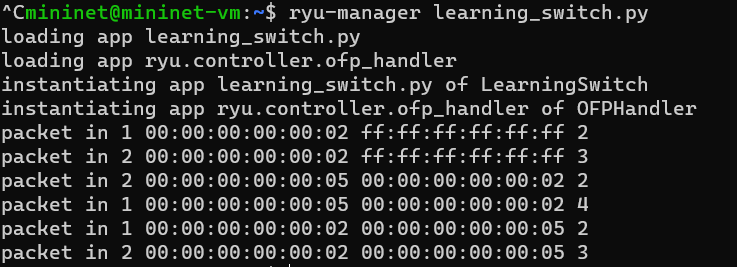 ^Cmininet@mininet-vm:~$ ryu-manager learning_switch.py
loading app learning_switch.py
loading app ryu.controller.ofp_handler
instantiating app learning_switch.py of LearningSwitch
instantiating app ryu.controller.ofp_handler of OFPHandler
packet in 1 00:00:00:00:00:02 ff:ff:ff:ff:ff:ff 2
packet in 2 00:00:00:00:00:02 ff:ff:ff:ff:ff:ff 3
packet in 2 00:00:00:00:00:05 00:00:00:00:00:02 2
packet in 1 00:00:00:00:00:05 00:00:00:00:00:02 4
packet in 1 00:00:00:00:00:02 00:00:00:00:00:05 2
packet in 2 00:00:00:00:00:02 00:00:00:00:00:05 3